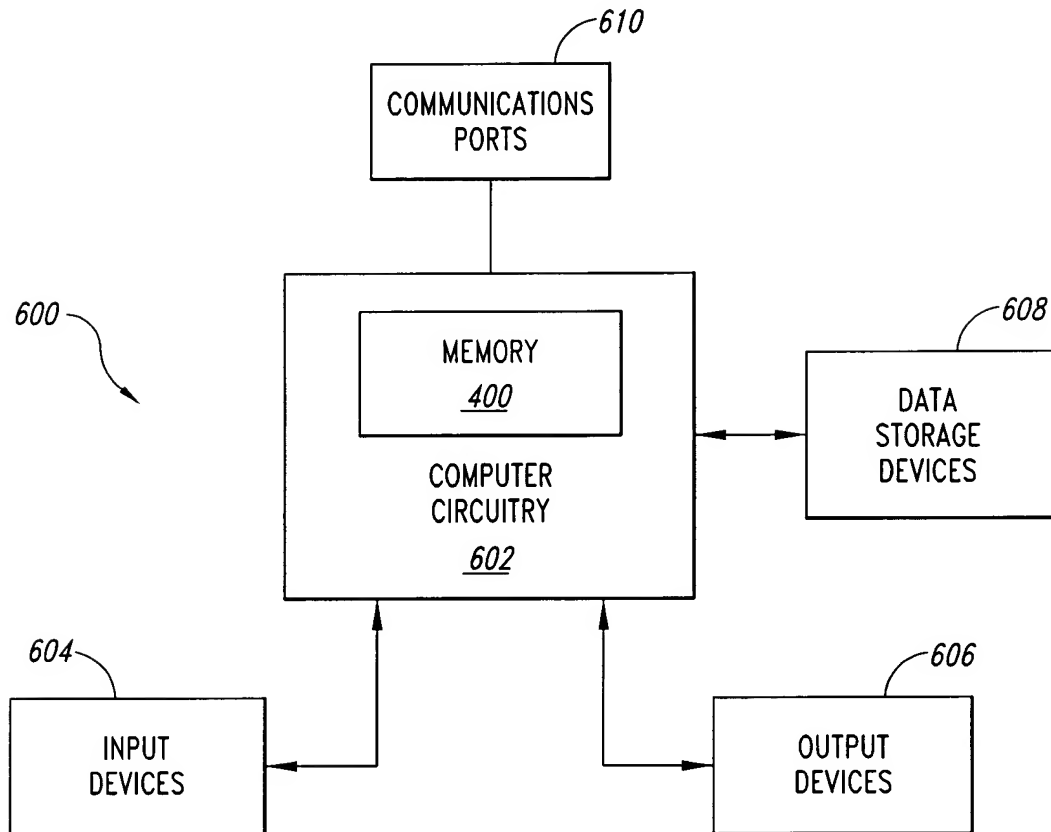 610
COMMUNICATIONS
PORTS
600
MEMORY
400
COMPUTER
CIRCUITRY
602
608
DATA
STORAGE
DEVICES
604
INPUT
DEVICES
606
OUTPUT
DEVICES